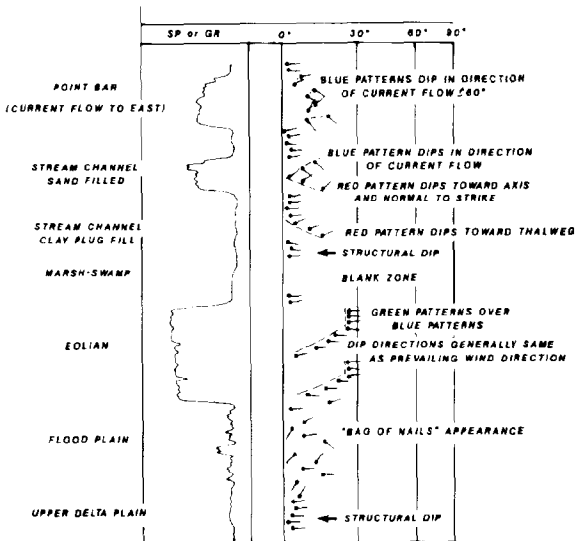 SP or GR
0° 30° 60° 90°
POINT BAR
(CURRENT FLOW TO EAST)
BLUE PATTERNS DIP IN DIRECTION
OF CURRENT FLOW ±60°
BLUE PATTERN DIPS IN DIRECTION
OF CURRENT FLOW
STREAM CHANNEL
SAND FILLED
RED PATTERN DIPS TOWARD AXIS
AND NORMAL TO STRIKE
STREAM CHANNEL
CLAY PLUG FILL
RED PATTERN DIPS TOWARD THALWEG
STRUCTURAL DIP
MARSH-SWAMP
BLANK ZONE
GREEN PATTERNS OVER
BLUE PATTERNS
EOLIAN
DIP DIRECTIONS GENERALLY SAME
AS PREVAILING WIND DIRECTION
FLOOD PLAIN
"BAG OF NAILS" APPEARANCE
UPPER DELTA PLAIN
STRUCTURAL DIP